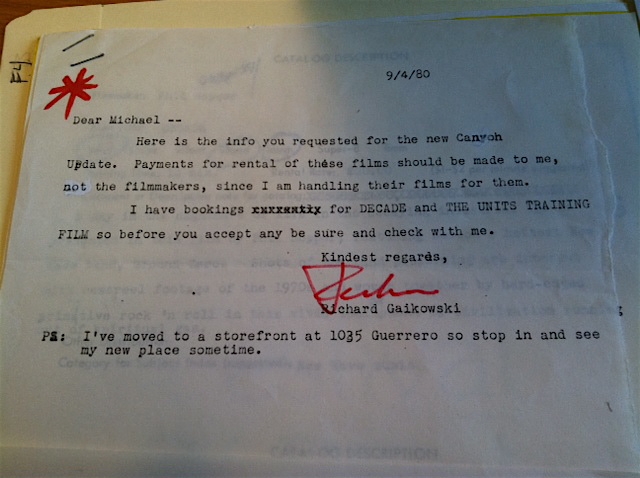 9/4/80
Dear Michael --
Here is the info you requested for the new Canyoh
Update. Payments for rental of these films should be made to me,
not the filmmakers, since I am handling their films for them.
I have bookings for DECADE and THE UNITS TRAINING
FILM so before you accept any be sure and check with me.
Kindest regards,
Richard Gaikowski
PS: I've moved to a storefront at 1035 Guerrero so stop in and see
my new place sometime.
CATALOG DESCRIPTION